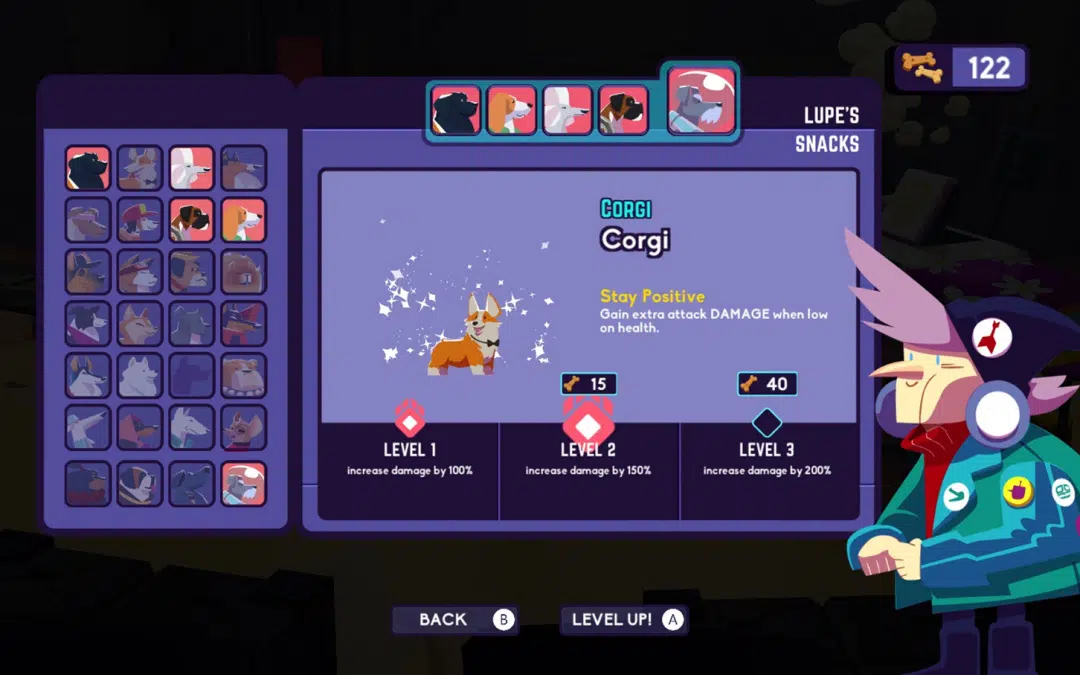 122
LUPE'S
SNACKS
CORGI
Corgi
Stay Positive
Gain extra attack DAMAGE when low
on health.
15
40
LEVEL 1
LEVEL 2
LEVEL 3
increase damage by 100%
increase damage by 150%
increase damage by 200%
BACK B
LEVEL UP! A